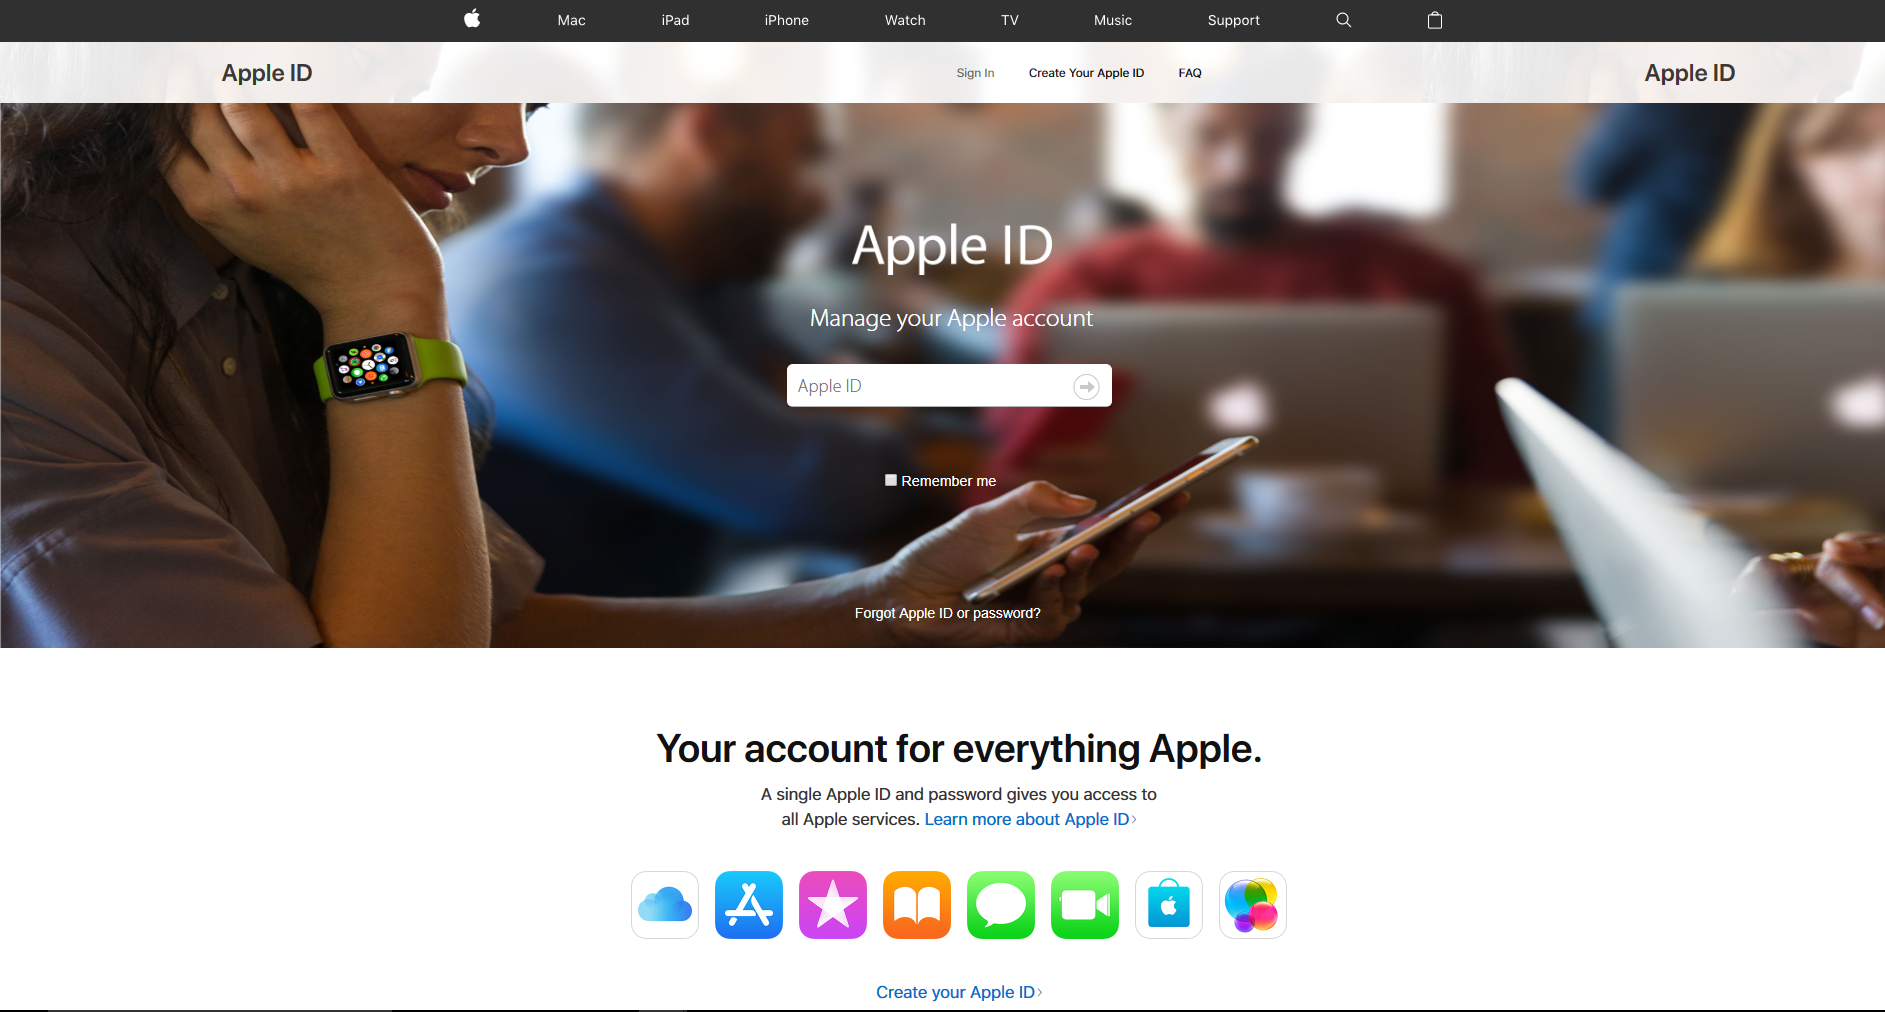 Mac iPad iPhone Watch TV Music Support
Apple ID Sign In Create Your Apple ID FAQ Apple ID
Apple ID
Manage your Apple account
Apple ID
Remember me
Forgot Apple ID or password?
Your account for everything Apple.
A single Apple ID and password gives you access to
all Apple services. Learn more about Apple ID ›
Create your Apple ID ›